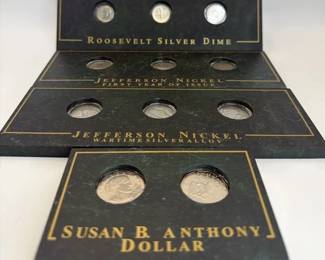 ROOSEVELT SILVER DIME
JEFFERSON NICKEL
FIRST YEAR OF ISSUE
JEFFERSON NICKEL
WARTIME SILVER ALLOY
SUSAN B. ANTHONY
DOLLAR